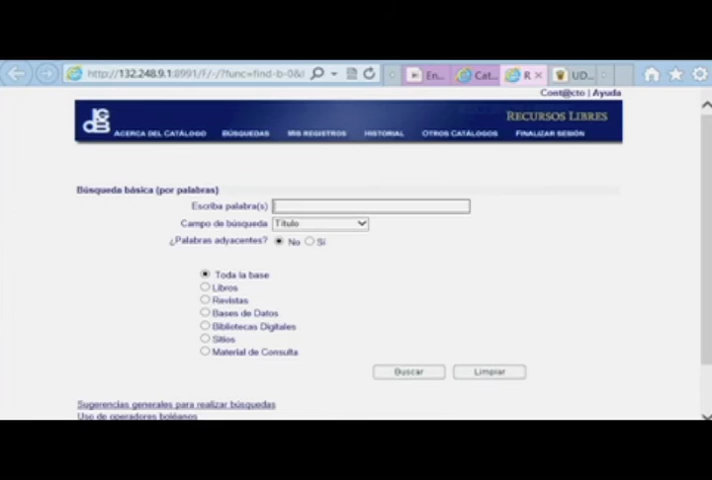 http://132.248.9.1:8991/F/-/?func=find-b-0&l
En... Cat... R × UD...
Cont@cto | Ayuda
RECURSOS LIBRES
ACERCA DEL CATÁLOGO BÚSQUEDAS MIS REGISTROS HISTORIAL OTROS CATÁLOGOS FINALIZAR SESIÓN
Búsqueda básica (por palabras)
Escriba palabra(s)
Campo de búsqueda Título
¿Palabras adyacentes? No Sí
Toda la base
Libros
Revistas
Bases de Datos
Bibliotecas Digitales
Sitios
Material de Consulta
Buscar Limpiar
Sugerencias generales para realizar búsquedas
Uso de operadores boléanos